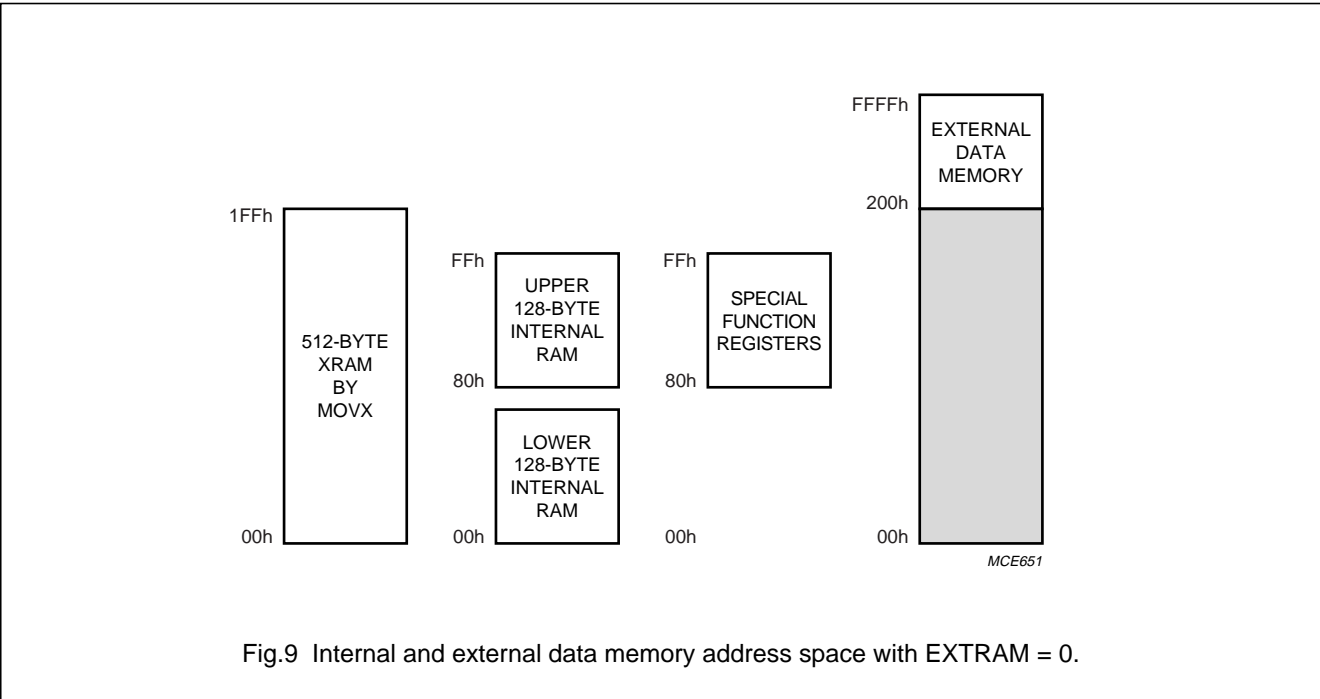 1FFh
512-BYTE
XRAM
BY
MOVX
00h
FFh
UPPER
128-BYTE
INTERNAL
RAM
80h
LOWER
128-BYTE
INTERNAL
RAM
00h
FFh
SPECIAL
FUNCTION
REGISTERS
80h
00h
FFFFh
EXTERNAL
DATA
MEMORY
200h
00h
MCE651
Fig.9 Internal and external data memory address space with EXTRAM = 0.